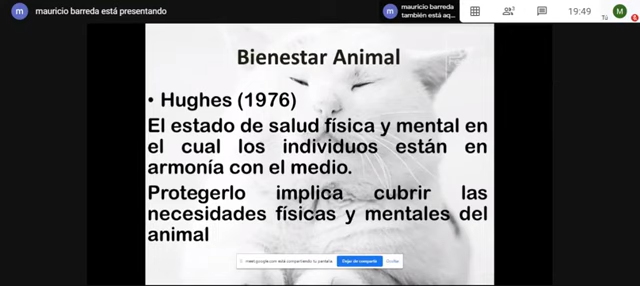 m mauricio barreda está presentando
m mauricio barreda
también está aq...
3
19:49
Tú
M
Bienestar Animal
• Hughes (1976)
El estado de salud física y mental en
el cual los individuos están en
armonía con el medio.
Protegerlo implica cubrir las
necesidades físicas y mentales del
animal
meet.google.com está compartiendo tu pantalla. Dejar de compartir Ocultar